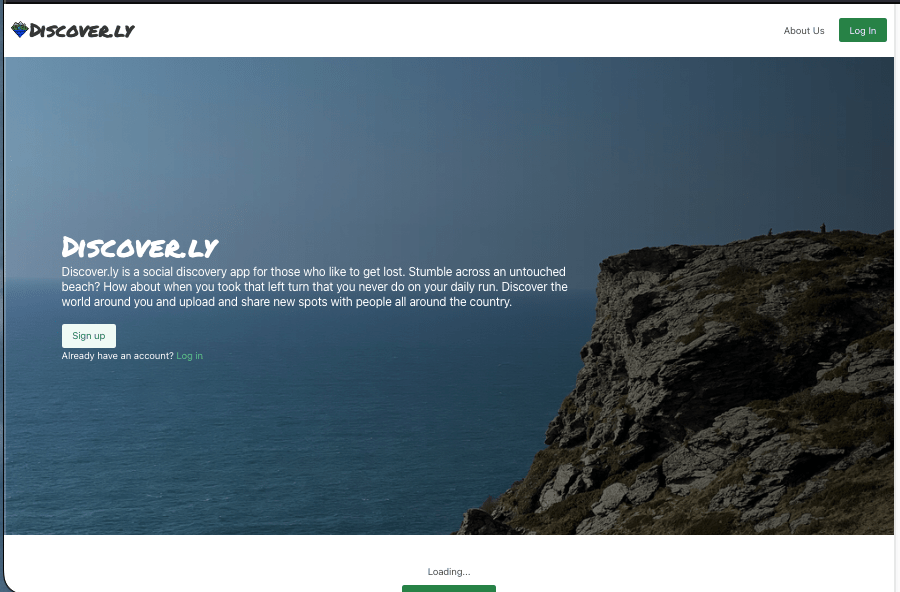 Discover.ly
About Us
Log In
Discover.ly
Discover.ly is a social discovery app for those who like to get lost. Stumble across an untouched
beach? How about when you took that left turn that you never do on your daily run. Discover the
world around you and upload and share new spots with people all around the country.
Sign up
Already have an account? Log in
Loading...